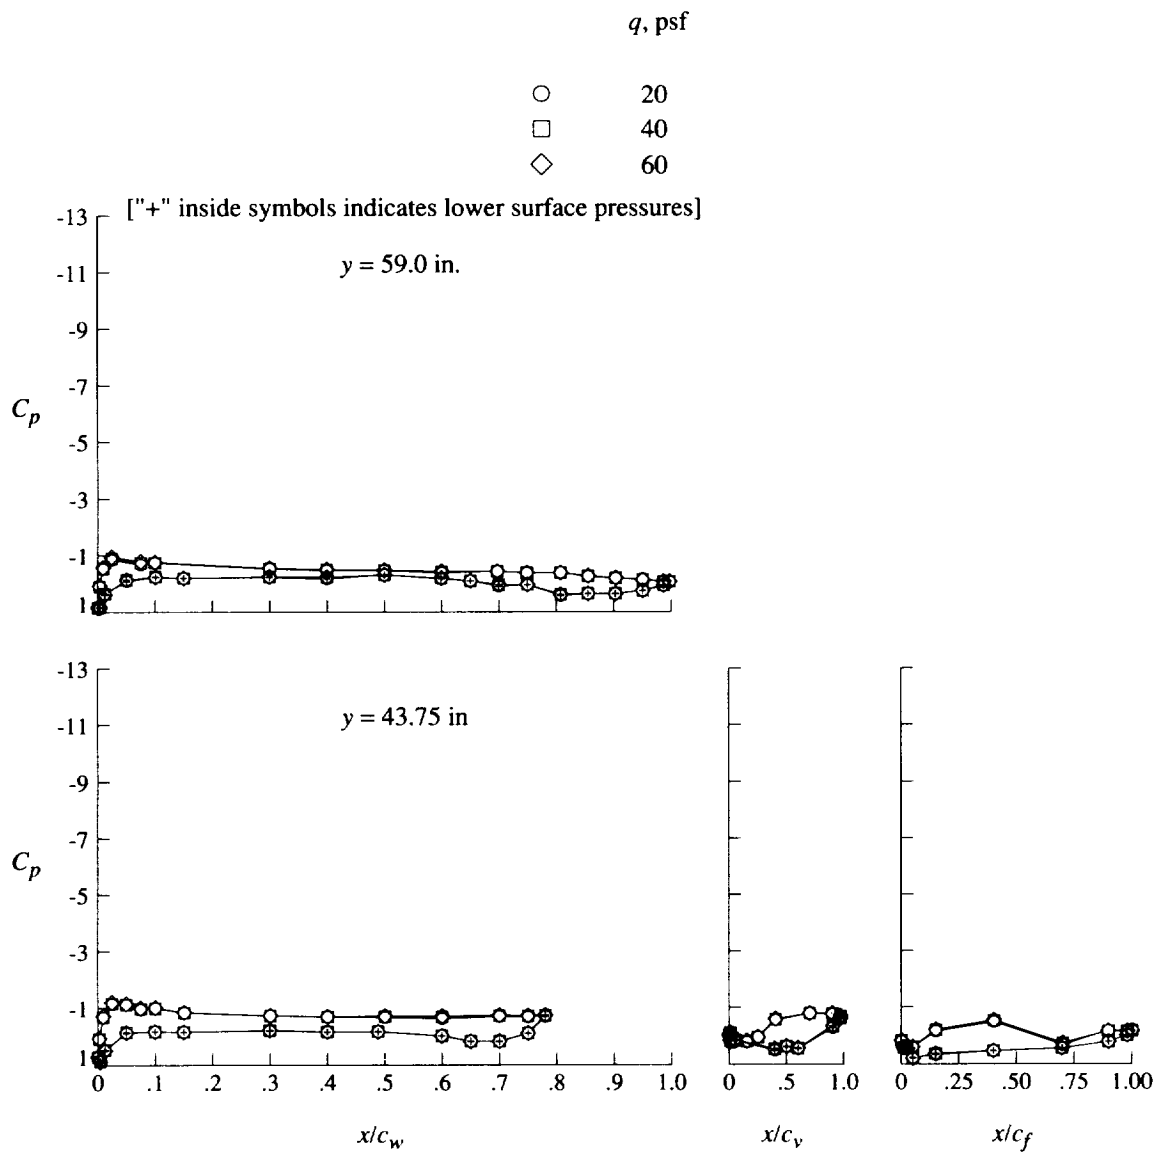 q, psf
20
40
60
["+" inside symbols indicates lower surface pressures]
y = 59.0 in.
-13
-11
-9
-7
-5
-3
-1
1
C_p
y = 43.75 in
-13
-11
-9
-7
-5
-3
-1
1
C_p
0 .1 .2 .3 .4 .5 .6 .7 .8 .9 1.0
x/c_w
0 .5 1.0
x/c_v
0 .25 .50 .75 1.00
x/c_f